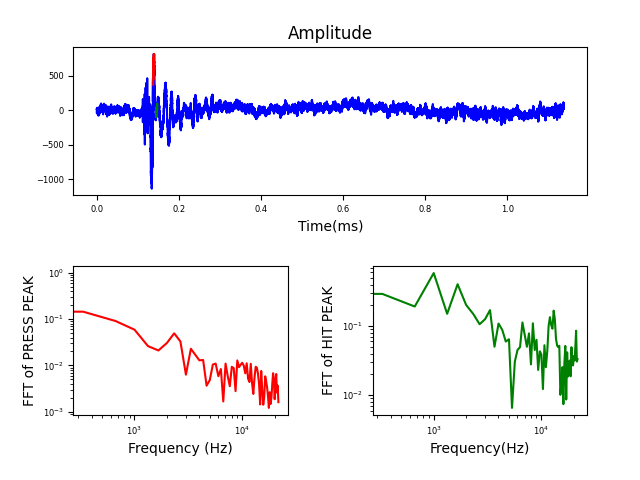 Amplitude
500
0
−500
−1000
0.0 0.2 0.4 0.6 0.8 1.0
Time(ms)
FFT of PRESS PEAK
10⁰
10⁻¹
10⁻²
10⁻³
10³ 10⁴
Frequency (Hz)
FFT of HIT PEAK
10⁻¹
10⁻²
10³ 10⁴
Frequency(Hz)